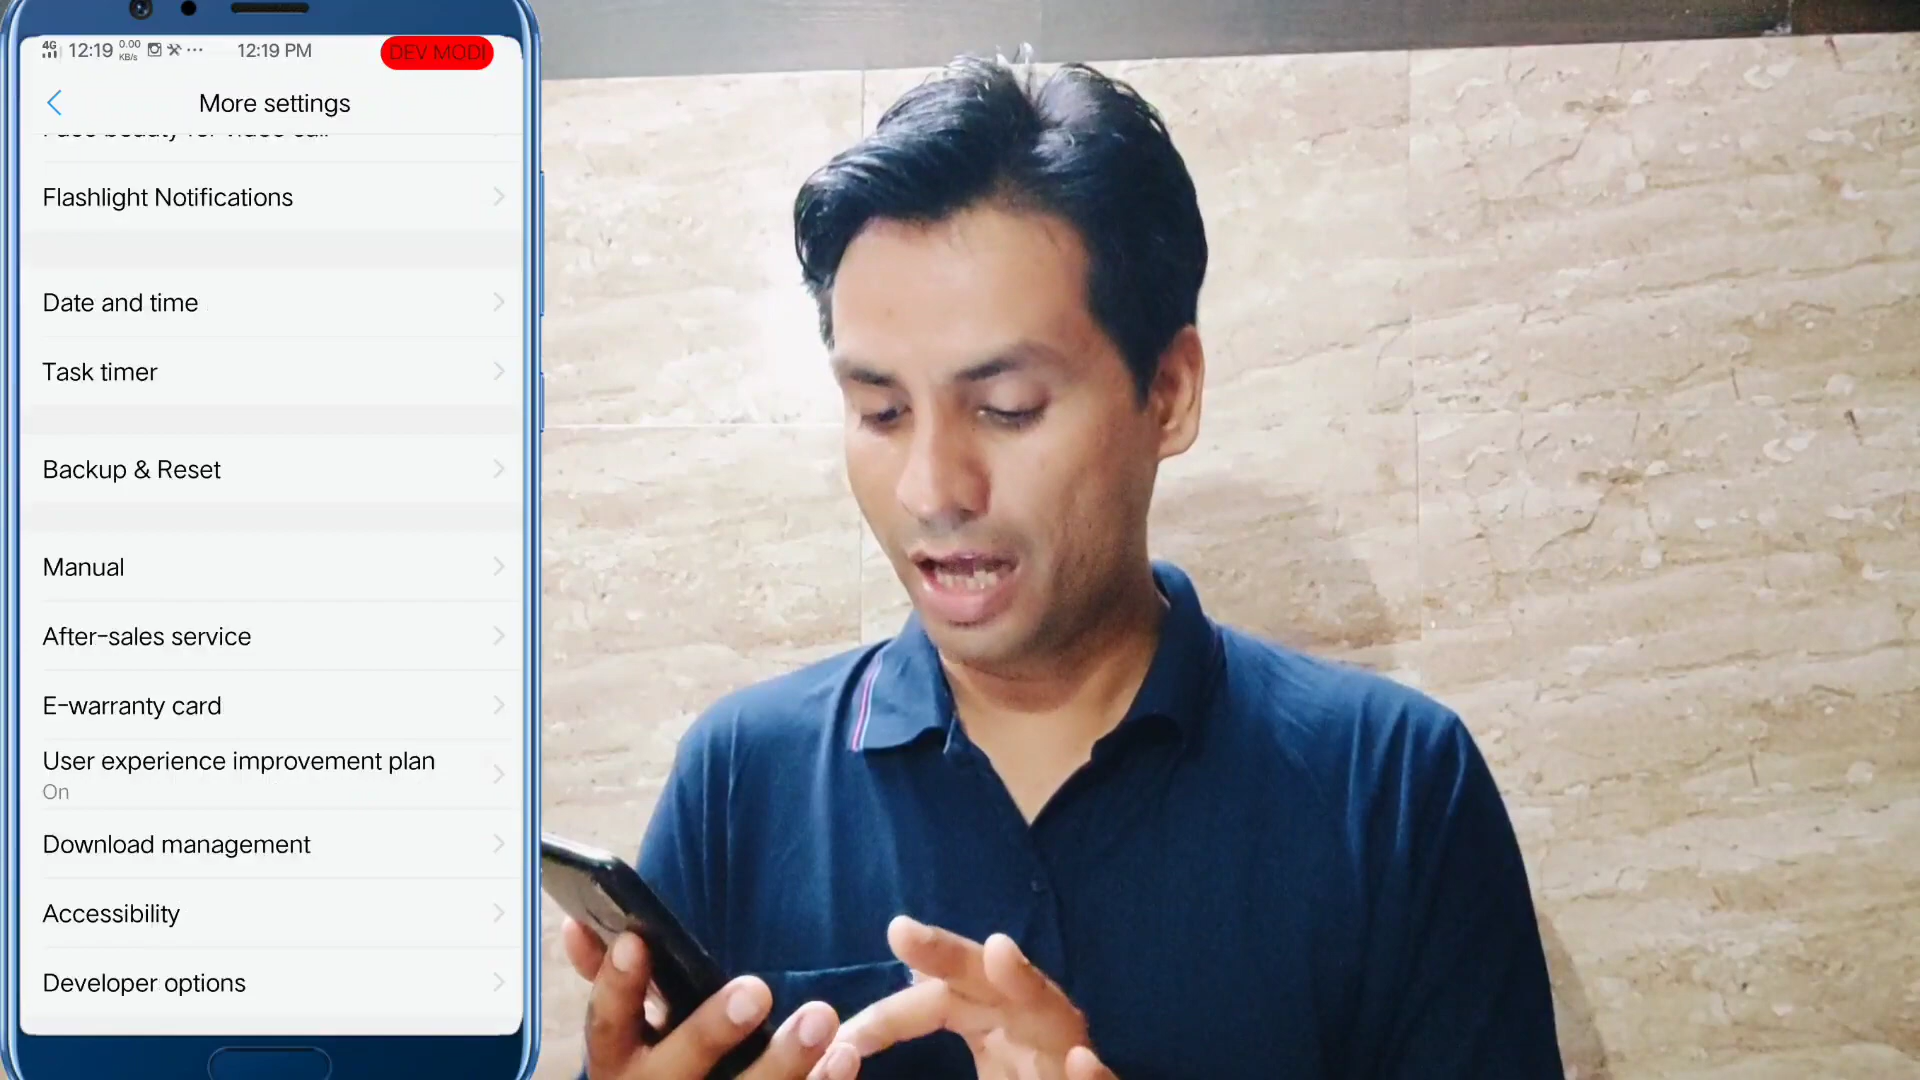 4G 12:19 0.00 KB/s ... 12:19 PM DEV MODI
More settings
Flashlight Notifications
Date and time
Task timer
Backup & Reset
Manual
After-sales service
E-warranty card
User experience improvement plan
On
Download management
Accessibility
Developer options